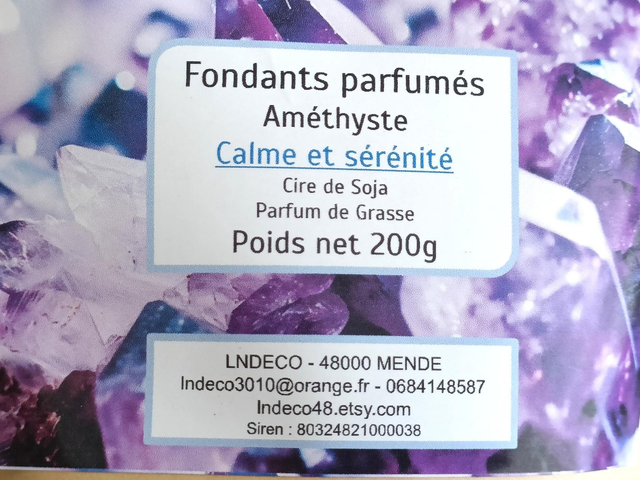 Fondants parfumés
Améthyste
Calme et sérénité
Cire de Soja
Parfum de Grasse
Poids net 200g
LNDECO - 48000 MENDE
lndeco3010@orange.fr - 0684148587
lndeco48.etsy.com
Siren : 80324821000038